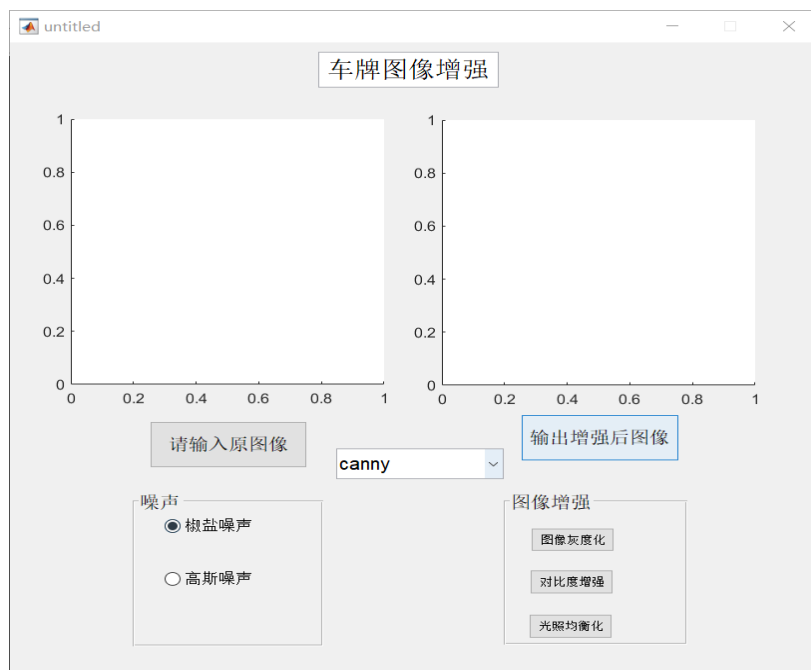 untitled
车牌图像增强
1
0.8
0.6
0.4
0.2
0
0 0.2 0.4 0.6 0.8 1
1
0.8
0.6
0.4
0.2
0
0 0.2 0.4 0.6 0.8 1
请输入原图像
canny
输出增强后图像
噪声
椒盐噪声
高斯噪声
图像增强
图像灰度化
对比度增强
光照均衡化